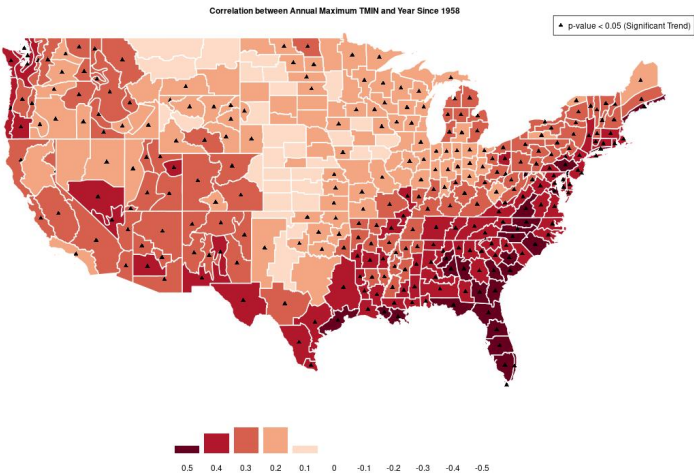 Correlation between Annual Maximum TMIN and Year Since 1958
▲ p-value < 0.05 (Significant Trend)
0.5 0.4 0.3 0.2 0.1 0 -0.1 -0.2 -0.3 -0.4 -0.5